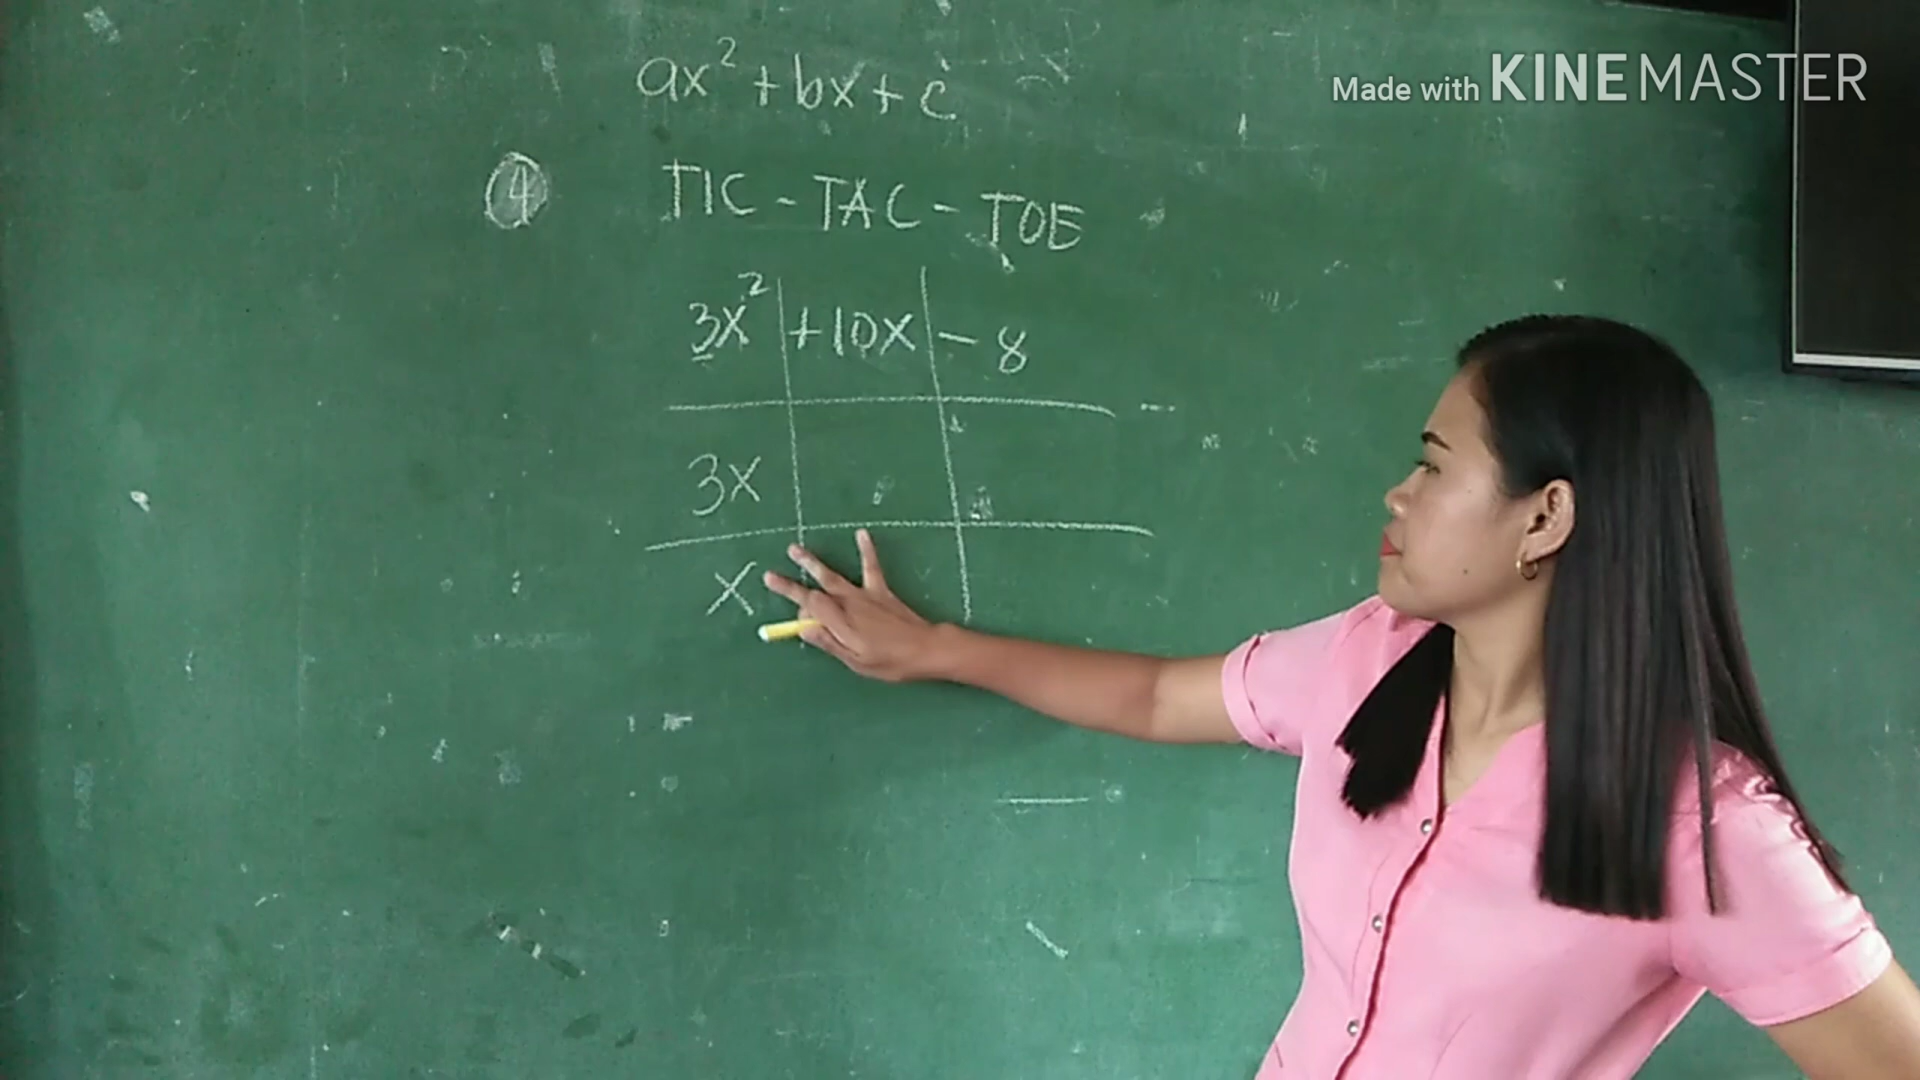 Made with KINEMASTER
ax² + bx + c
4 TIC - TAC - TOE
3x² +10x - 8
3x
x